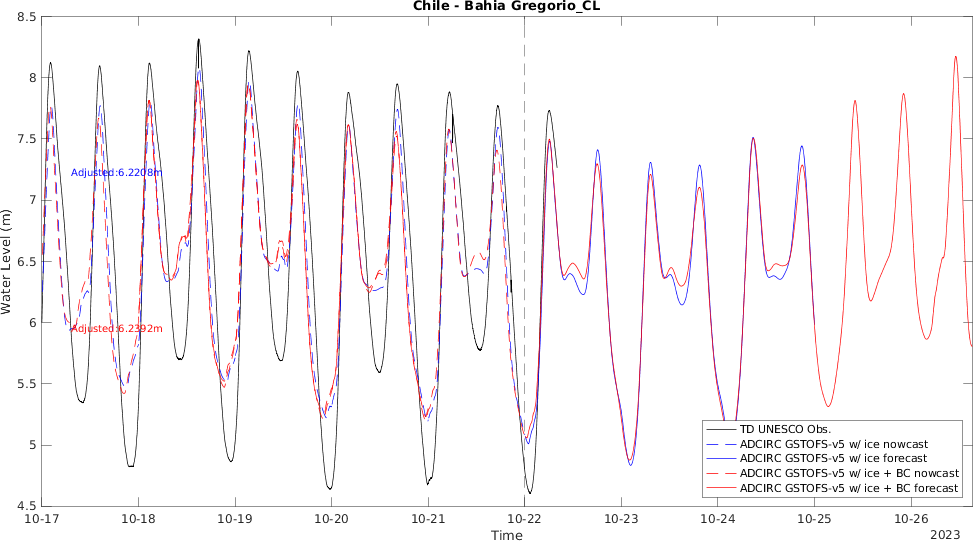 Chile - Bahia Gregorio_CL
8.5
8
7.5
7
6.5
6
5.5
5
4.5
Water Level (m)
Adjusted:6.2208m
Adjusted:6.2392m
TD UNESCO Obs.
ADCIRC GSTOFS-v5 w/ ice nowcast
ADCIRC GSTOFS-v5 w/ ice forecast
ADCIRC GSTOFS-v5 w/ ice + BC nowcast
ADCIRC GSTOFS-v5 w/ ice + BC forecast
10-17 10-18 10-19 10-20 10-21 10-22 10-23 10-24 10-25 10-26
Time
2023